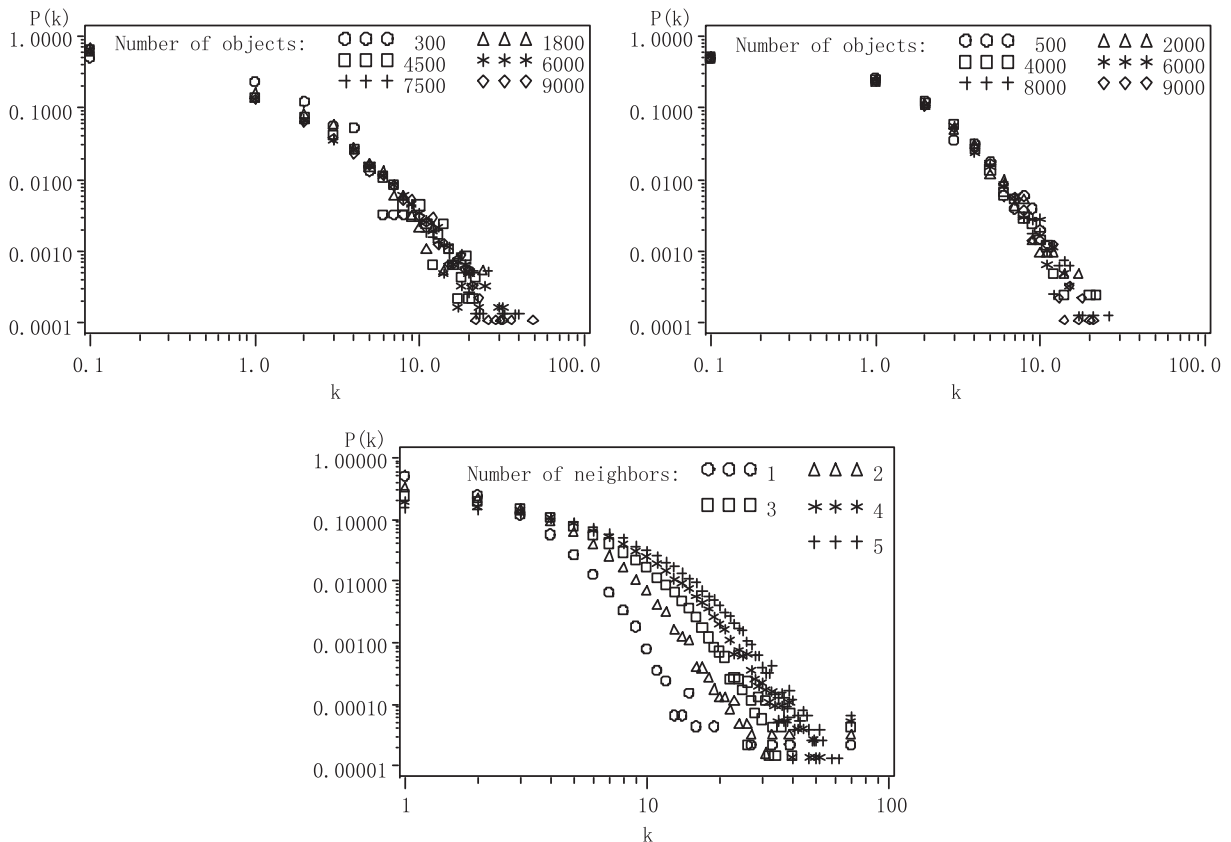 P(k)
1.0000
0.1000
0.0100
0.0010
0.0001
Number of objects: 300 1800
4500 6000
7500 9000
0.1 1.0 10.0 100.0
k
P(k)
1.0000
0.1000
0.0100
0.0010
0.0001
Number of objects: 500 2000
4000 6000
8000 9000
0.1 1.0 10.0 100.0
k
P(k)
1.00000
0.10000
0.01000
0.00100
0.00010
0.00001
Number of neighbors: 1 2
3 4
5
1 10 100
k